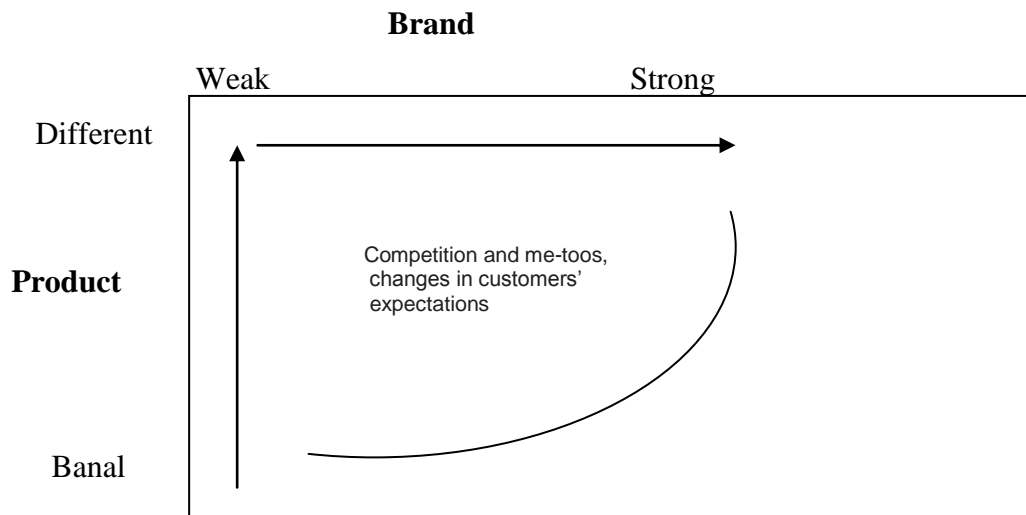 Brand
Weak Strong
Different
Competition and me-toos,
changes in customers’
expectations
Product
Banal